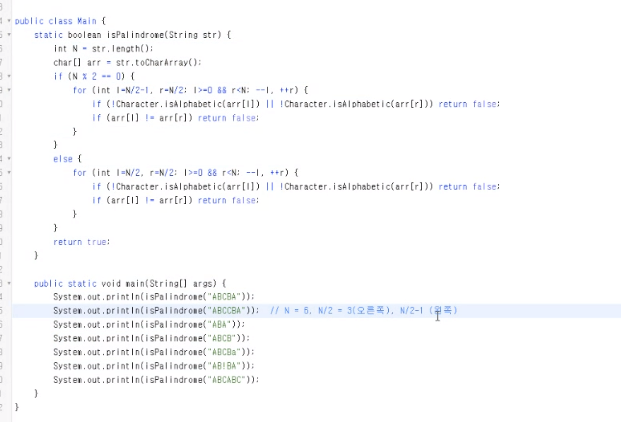 public class Main {
static boolean isPalindrome(String str) {
int N = str.length();
char[] arr = str.toCharArray();
if (N % 2 == 0) {
for (int l=N/2-1, r=N/2; l>=0 && r<N; --l, ++r) {
if (!Character.isAlphabetic(arr[l]) || !Character.isAlphabetic(arr[r])) return false;
if (arr[l] != arr[r]) return false;
}
}
else {
for (int l=N/2, r=N/2; l>=0 && r<N; --l, ++r) {
if (!Character.isAlphabetic(arr[l]) || !Character.isAlphabetic(arr[r])) return false;
if (arr[l] != arr[r]) return false;
}
}
return true;
}
public static void main(String[] args) {
System.out.println(isPalindrome("ABCBA"));
System.out.println(isPalindrome("ABCCBA")); // N = 6, N/2 = 3(오른쪽), N/2-1 (왼쪽)
System.out.println(isPalindrome("ABA"));
System.out.println(isPalindrome("ABCB"));
System.out.println(isPalindrome("ABCBa"));
System.out.println(isPalindrome("AB!BA"));
System.out.println(isPalindrome("ABCABC"));
}
}